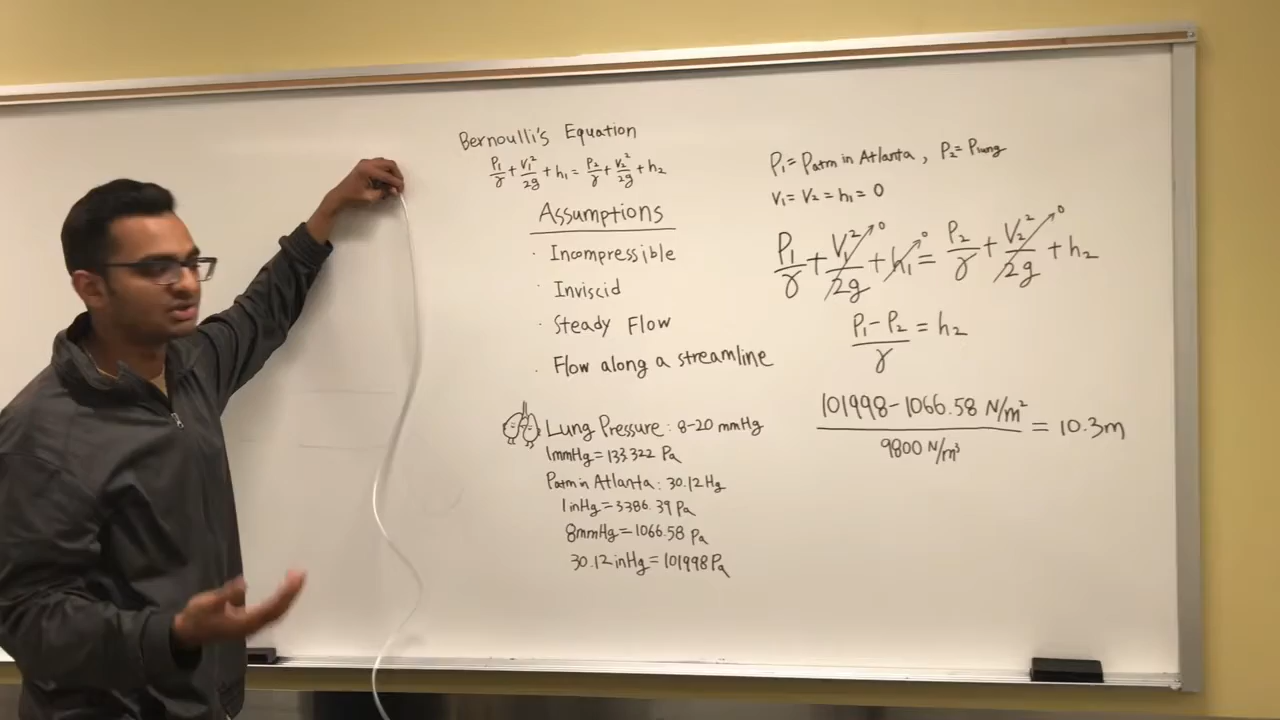 Bernoulli's Equation
P₁/γ + V₁²/2g + h₁ = P₂/γ + V₂²/2g + h₂
Assumptions
· Incompressible
· Inviscid
· Steady Flow
· Flow along a streamline
Lung Pressure: 8-20 mmHg
1mmHg = 133.322 Pa
Patm in Atlanta: 30.12 Hg
1 inHg = 3386.39 Pa
8mmHg = 1066.58 Pa
30.12 inHg = 101998 Pa
P₁ = Patm in Atlanta, P₂ = Plung
V₁ = V₂ = h₁ = 0
P₁/γ + V₁²/2g → 0 + h₁ → 0 = P₂/γ + V₂²/2g → 0 + h₂
P₁ - P₂/γ = h₂
101998 - 1066.58 N/m²/9800 N/m³ = 10.3m